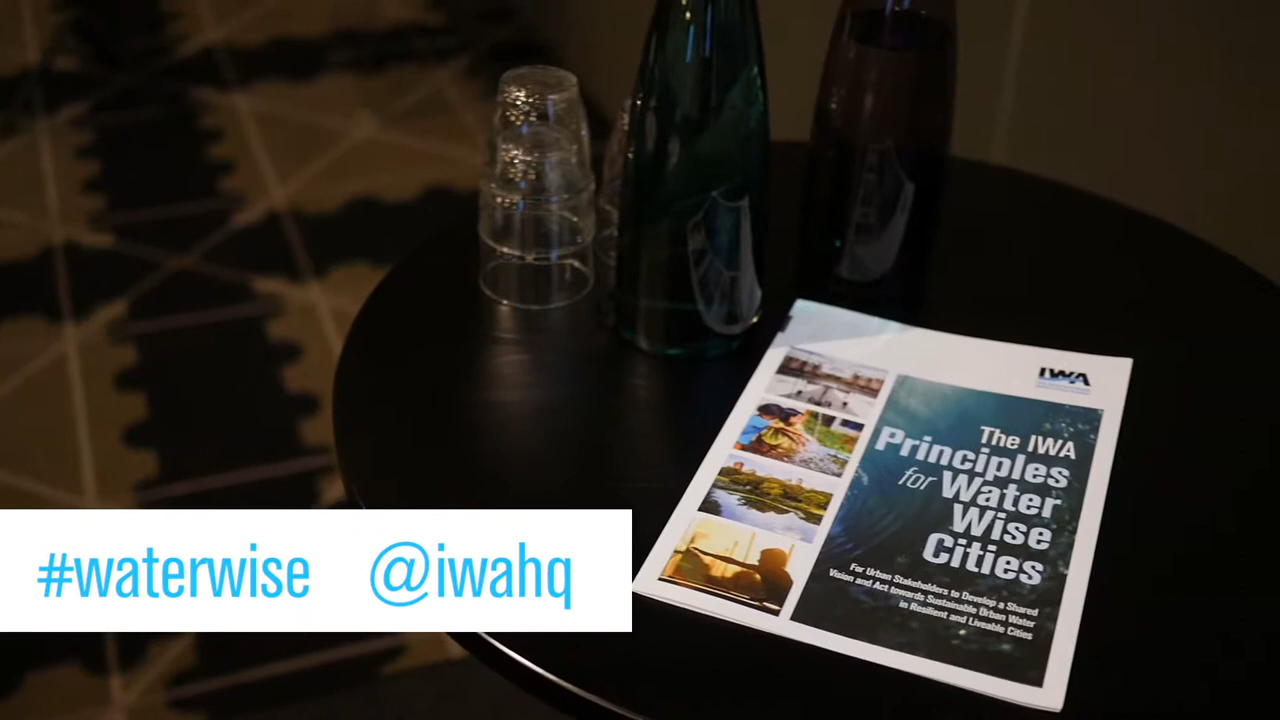 IWA
The IWA
Principles
for Water
Wise
Cities
For Urban Stakeholders to Develop a Shared
Vision and Act towards Sustainable Urban Water
in Resilient and Liveable Cities
#waterwise @iwahq